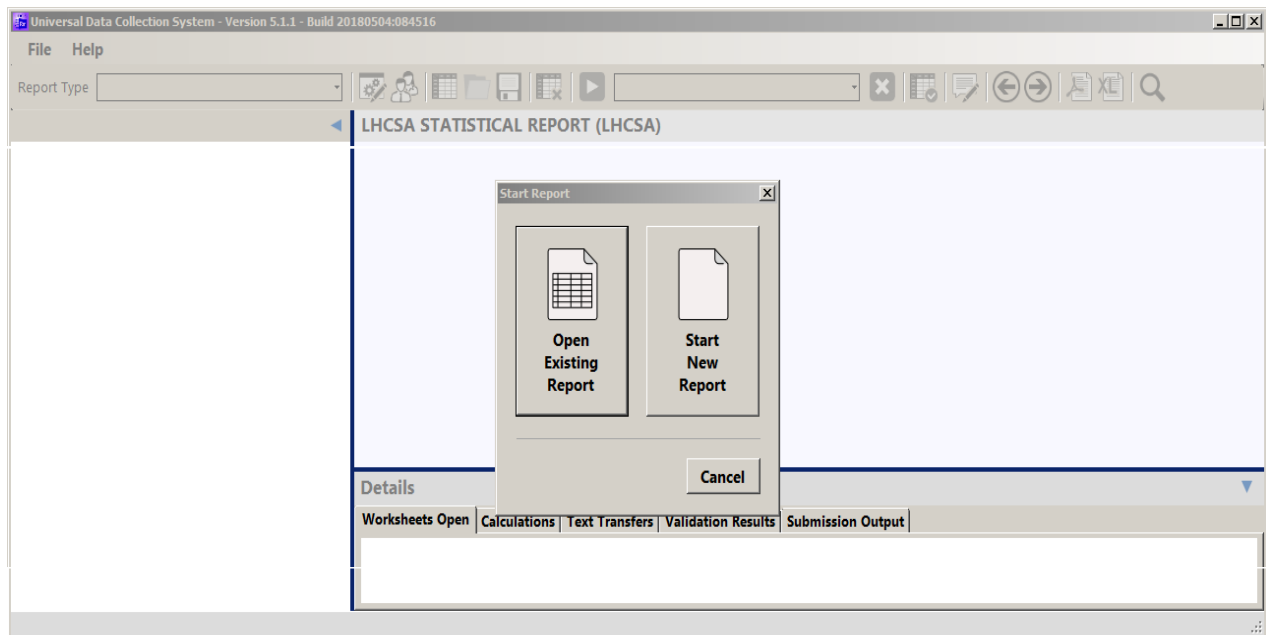 Universal Data Collection System - Version 5.1.1 - Build 20180504:084516
File Help
Report Type
LHCSA STATISTICAL REPORT (LHCSA)
Start Report
Open
Existing
Report
Start
New
Report
Cancel
Details
Worksheets Open Calculations Text Transfers Validation Results Submission Output